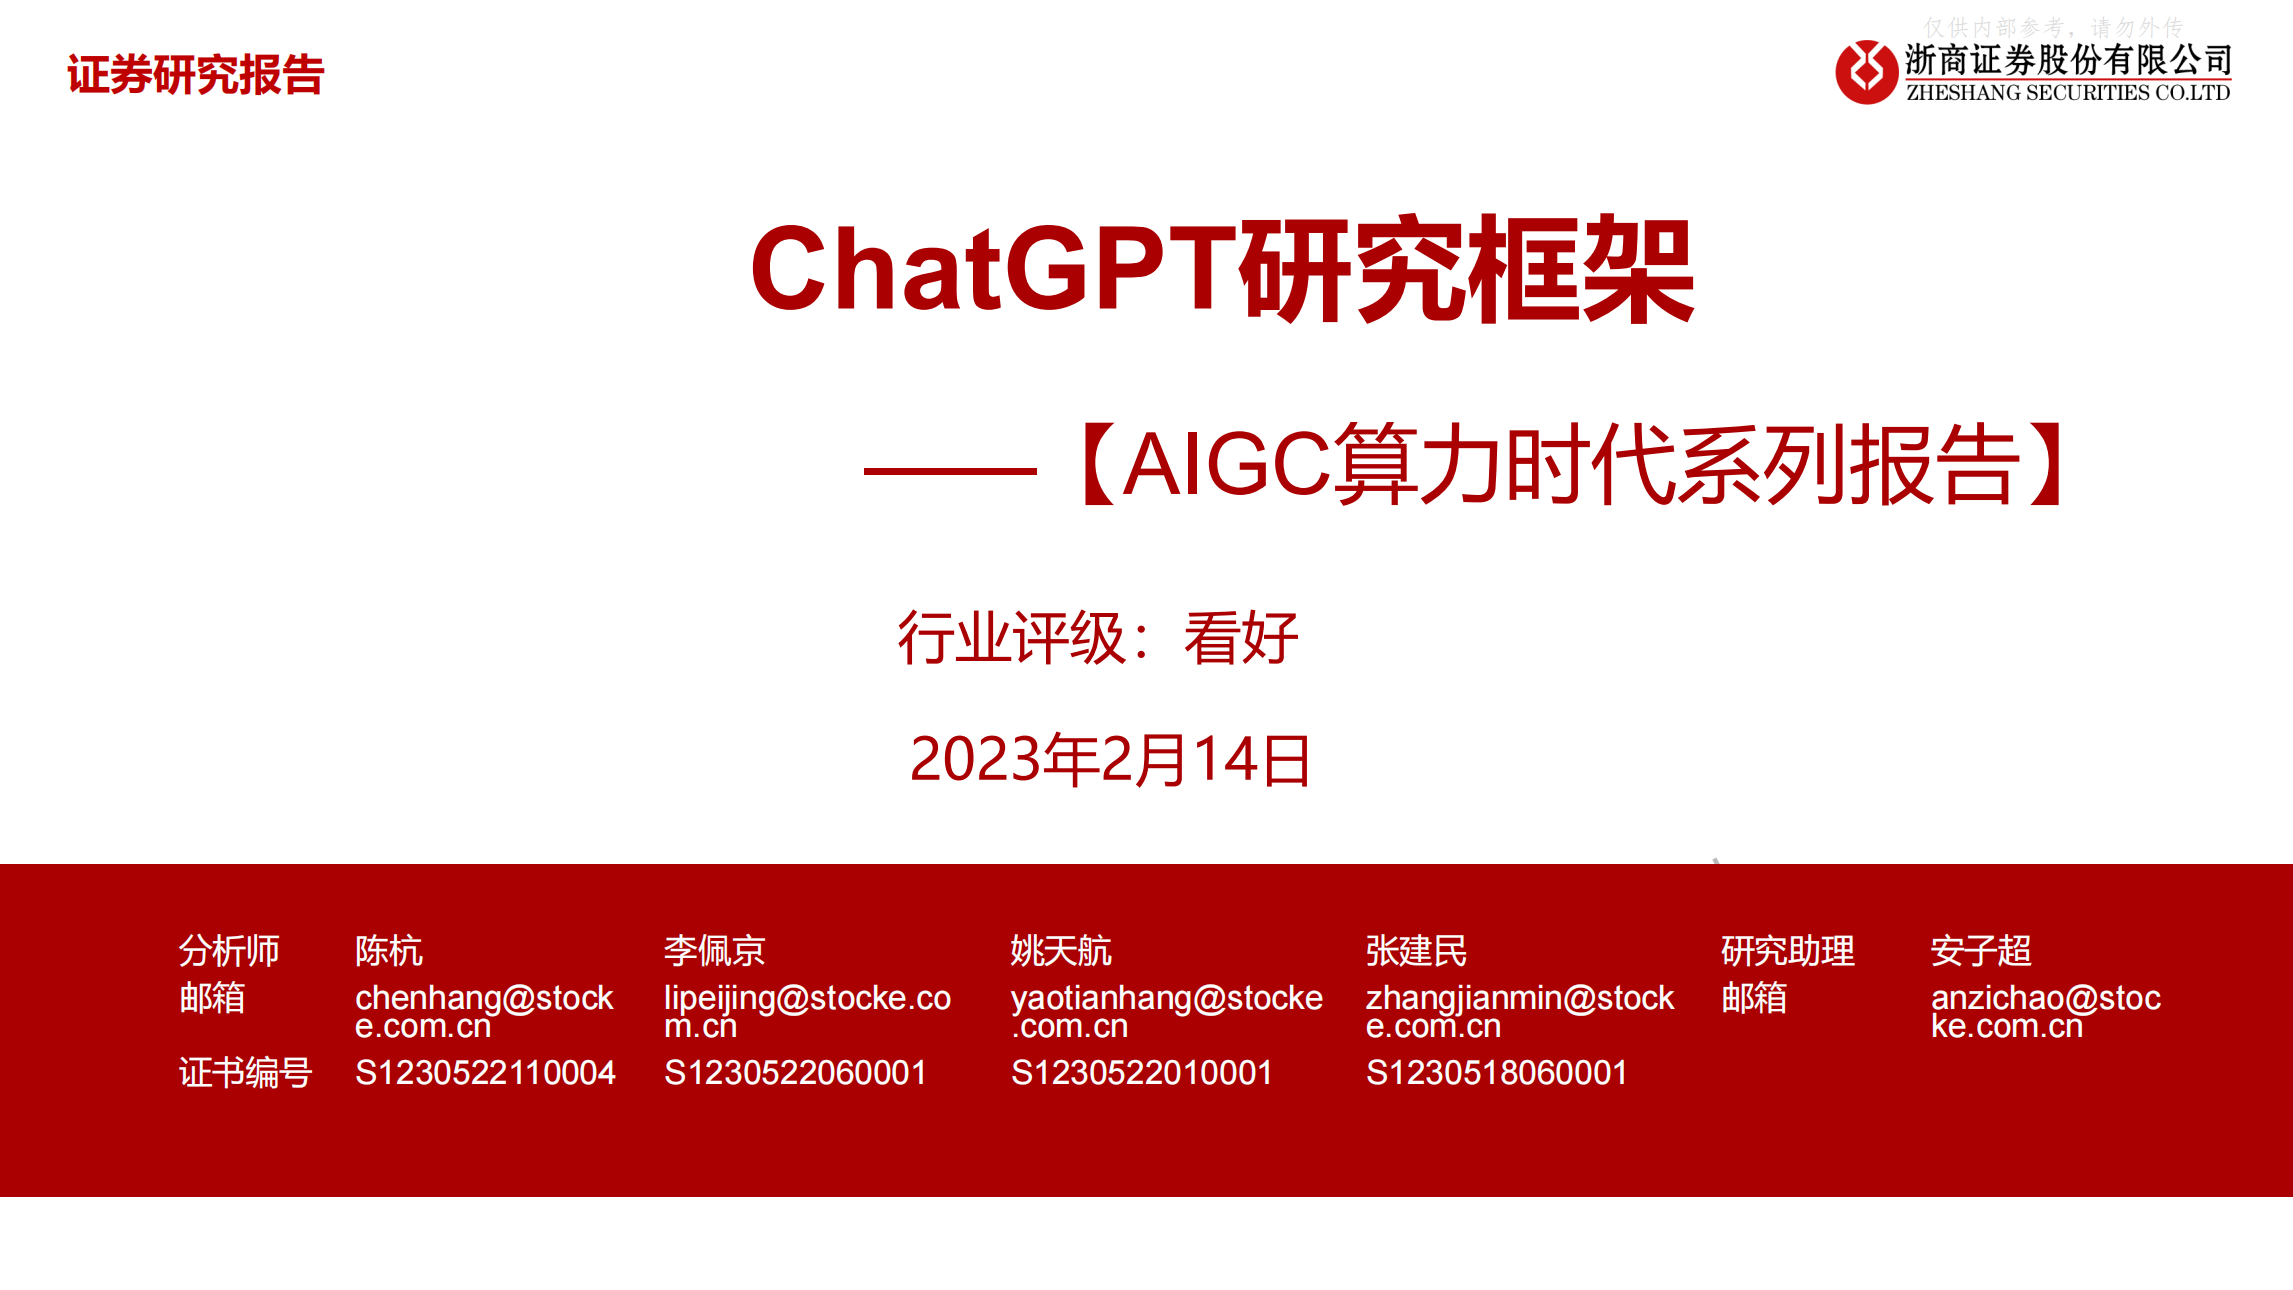 仅供内部参考，请勿外传
证券研究报告
浙商证券股份有限公司
ZHESHANG SECURITIES CO.LTD
ChatGPT研究框架
——【AIGC算力时代系列报告】
行业评级：看好
2023年2月14日
分析师 陈杭 李佩京 姚天航 张建民 研究助理 安子超
邮箱 chenhang@stock lipeijing@stocke.co yaotianhang@stocke zhangjianmin@stock 邮箱 anzichao@stoc
e.com.cn m.cn .com.cn e.com.cn ke.com.cn
证书编号 S1230522110004 S1230522060001 S1230522010001 S1230518060001